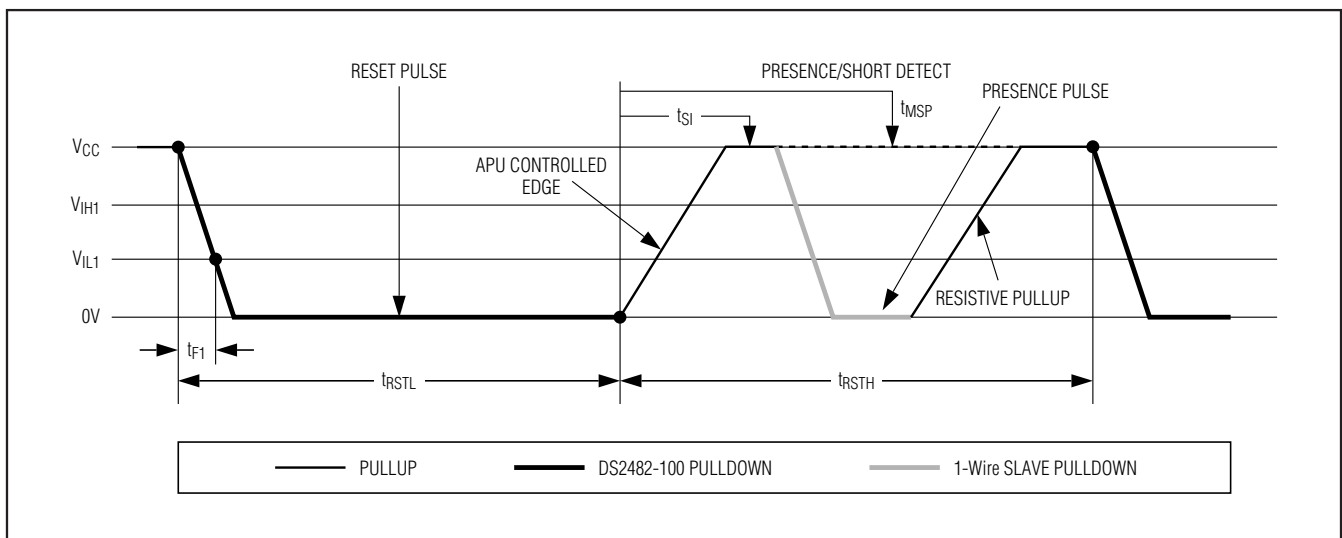 RESET PULSE
PRESENCE/SHORT DETECT
tSI
tMSP
PRESENCE PULSE
VCC
APU CONTROLLED
EDGE
VIH1
VIL1
RESISTIVE PULLUP
0V
tF1
tRSTL
tRSTH
PULLUP
DS2482-100 PULLDOWN
1-Wire SLAVE PULLDOWN